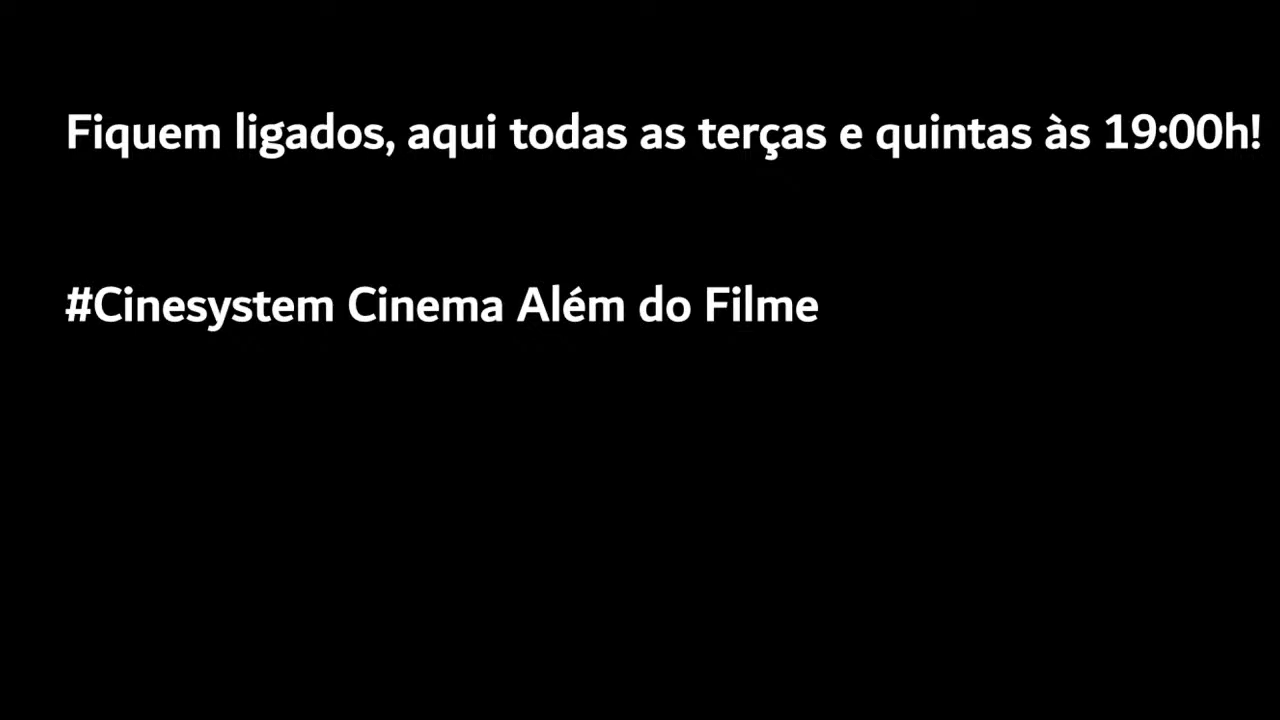 Fiquem ligados, aqui todas as terças e quintas às 19:00h!
#Cinesystem Cinema Além do Filme